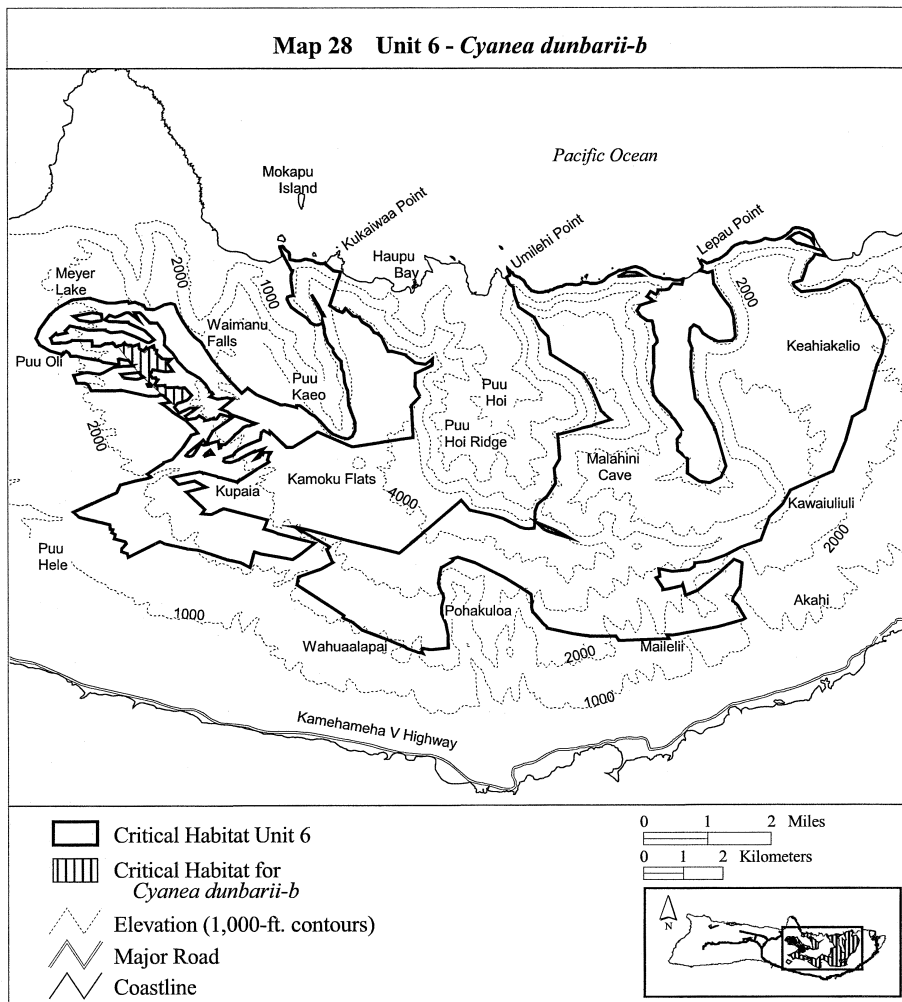 Map 28 Unit 6 - Cyanea dunbarii-b
Pacific Ocean
Mokapu
Island
Kukaiwaa Point
Haupu
Bay
Umilehi Point
Lepau Point
Meyer
Lake
2000
1000
2000
Waimanu
Falls
Keahiakalio
Puu Oli
Puu
Kaeo
Puu
Hoi
Puu
Hoi Ridge
2000
Malahini
Cave
Kupaia
Kamoku Flats
4000
Kawaiuliuli
2000
Puu
Hele
1000
Pohakuloa
Akahi
Wahuaalapai
2000
Mailelii
1000
Kamehameha V Highway
Critical Habitat Unit 6
Critical Habitat for
Cyanea dunbarii-b
Elevation (1,000-ft. contours)
Major Road
Coastline
0 1 2 Miles
0 1 2 Kilometers
N